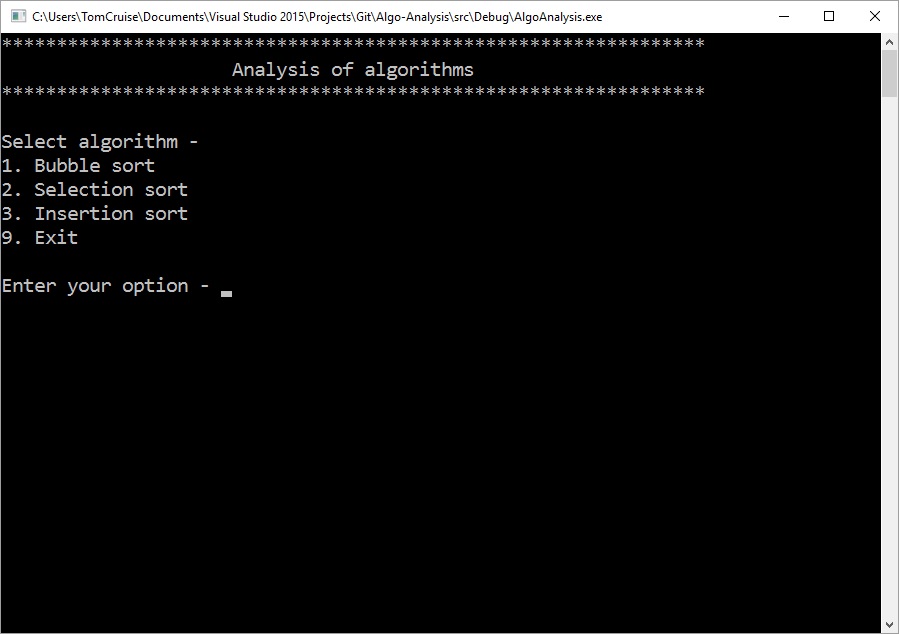 C:\Users\TomCruise\Documents\Visual Studio 2015\Projects\Git\Algo-Analysis\src\Debug\AlgoAnalysis.exe
****************************************************************
Analysis of algorithms
****************************************************************
Select algorithm -
1. Bubble sort
2. Selection sort
3. Insertion sort
9. Exit
Enter your option -